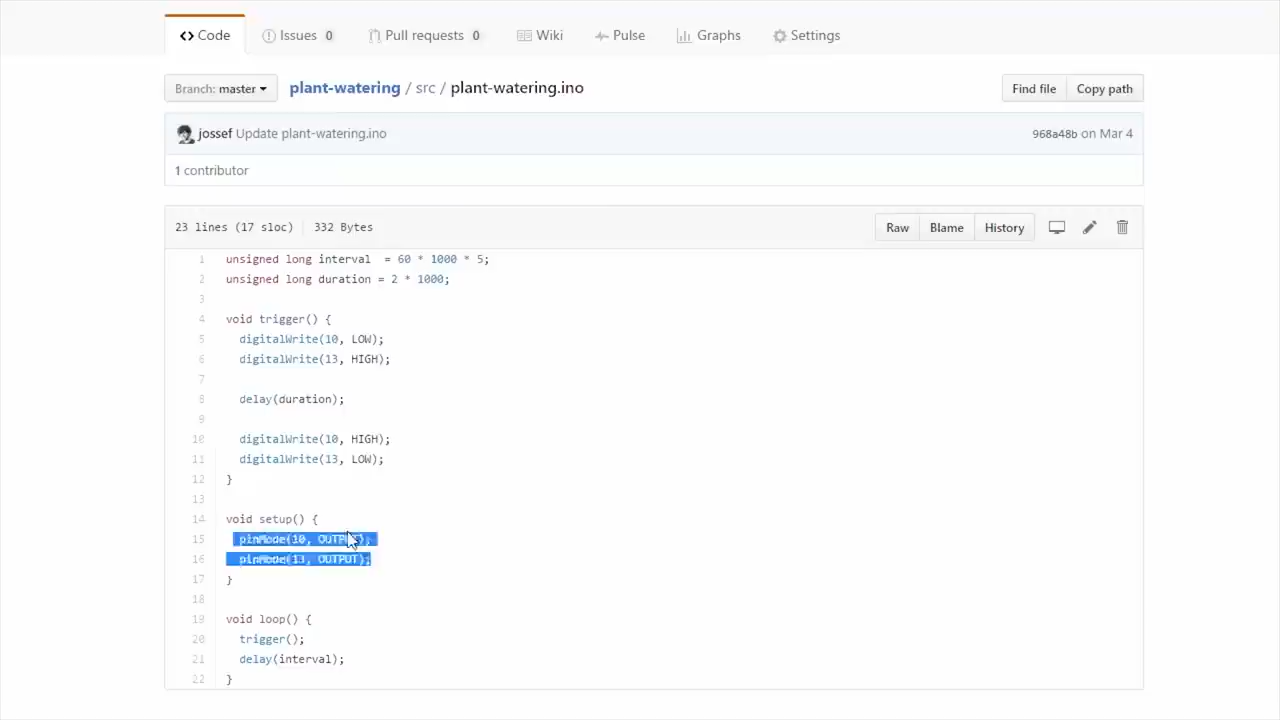 Code Issues 0 Pull requests 0 Wiki Pulse Graphs Settings
Branch: master plant-watering / src / plant-watering.ino Find file Copy path
jossef Update plant-watering.ino 968a48b on Mar 4
1 contributor
23 lines (17 sloc) 332 Bytes Raw Blame History
1 unsigned long interval  = 60 * 1000 * 5;
2 unsigned long duration = 2 * 1000;
3
4 void trigger() {
5   digitalWrite(10, LOW);
6   digitalWrite(13, HIGH);
7
8   delay(duration);
9
10   digitalWrite(10, HIGH);
11   digitalWrite(13, LOW);
12 }
13
14 void setup() {
15   pinMode(10, OUTPUT);
16   pinMode(13, OUTPUT);
17 }
18
19 void loop() {
20   trigger();
21   delay(interval);
22 }